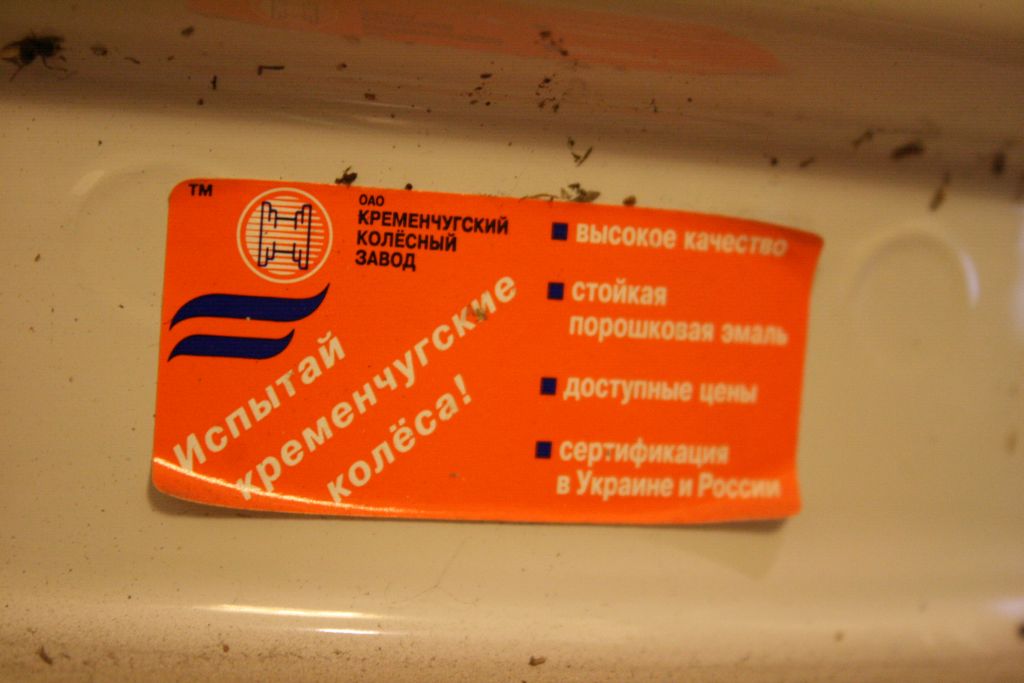 TM
ОАО
КРЕМЕНЧУГСКИЙ
КОЛЁСНЫЙ
ЗАВОД
Испытай
кременчугские
колёса!
высокое качество
стойкая
порошковая эмаль
доступные цены
сертификация
в Украине и России